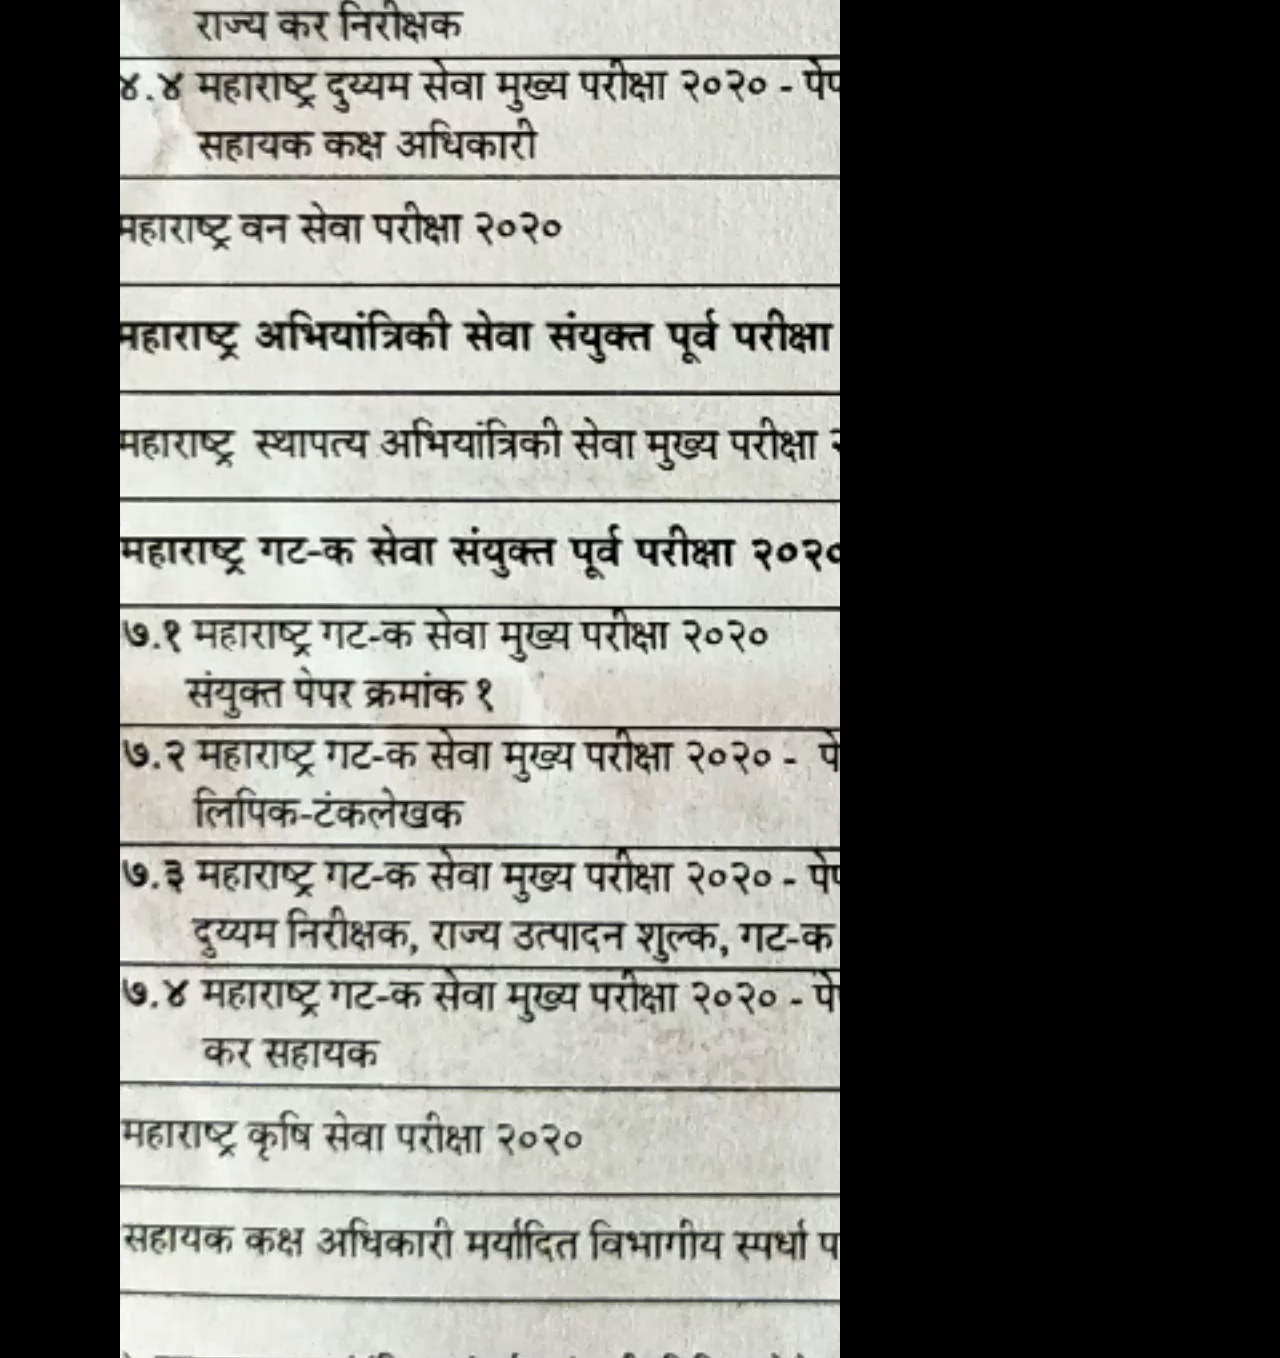 राज्य कर निरीक्षक
४.४ महाराष्ट्र दुय्यम सेवा मुख्य परीक्षा २०२० -
सहायक कक्ष अधिकारी
महाराष्ट्र वन सेवा परीक्षा २०२०
महाराष्ट्र अभियांत्रिकी सेवा संयुक्त पूर्व परीक्षा
महाराष्ट्र स्थापत्य अभियांत्रिकी सेवा मुख्य परीक्षा
महाराष्ट्र गट-क सेवा संयुक्त पूर्व परीक्षा २०२०
७.१ महाराष्ट्र गट-क सेवा मुख्य परीक्षा २०२०
संयुक्त पेपर क्रमांक १
७.२ महाराष्ट्र गट-क सेवा मुख्य परीक्षा २०२० -
लिपिक-टंकलेखक
७.३ महाराष्ट्र गट-क सेवा मुख्य परीक्षा २०२० -
दुय्यम निरीक्षक, राज्य उत्पादन शुल्क, गट-क
७.४ महाराष्ट्र गट-क सेवा मुख्य परीक्षा २०२० -
कर सहायक
महाराष्ट्र कृषि सेवा परीक्षा २०२०
सहायक कक्ष अधिकारी मर्यादित विभागीय स्पर्धा